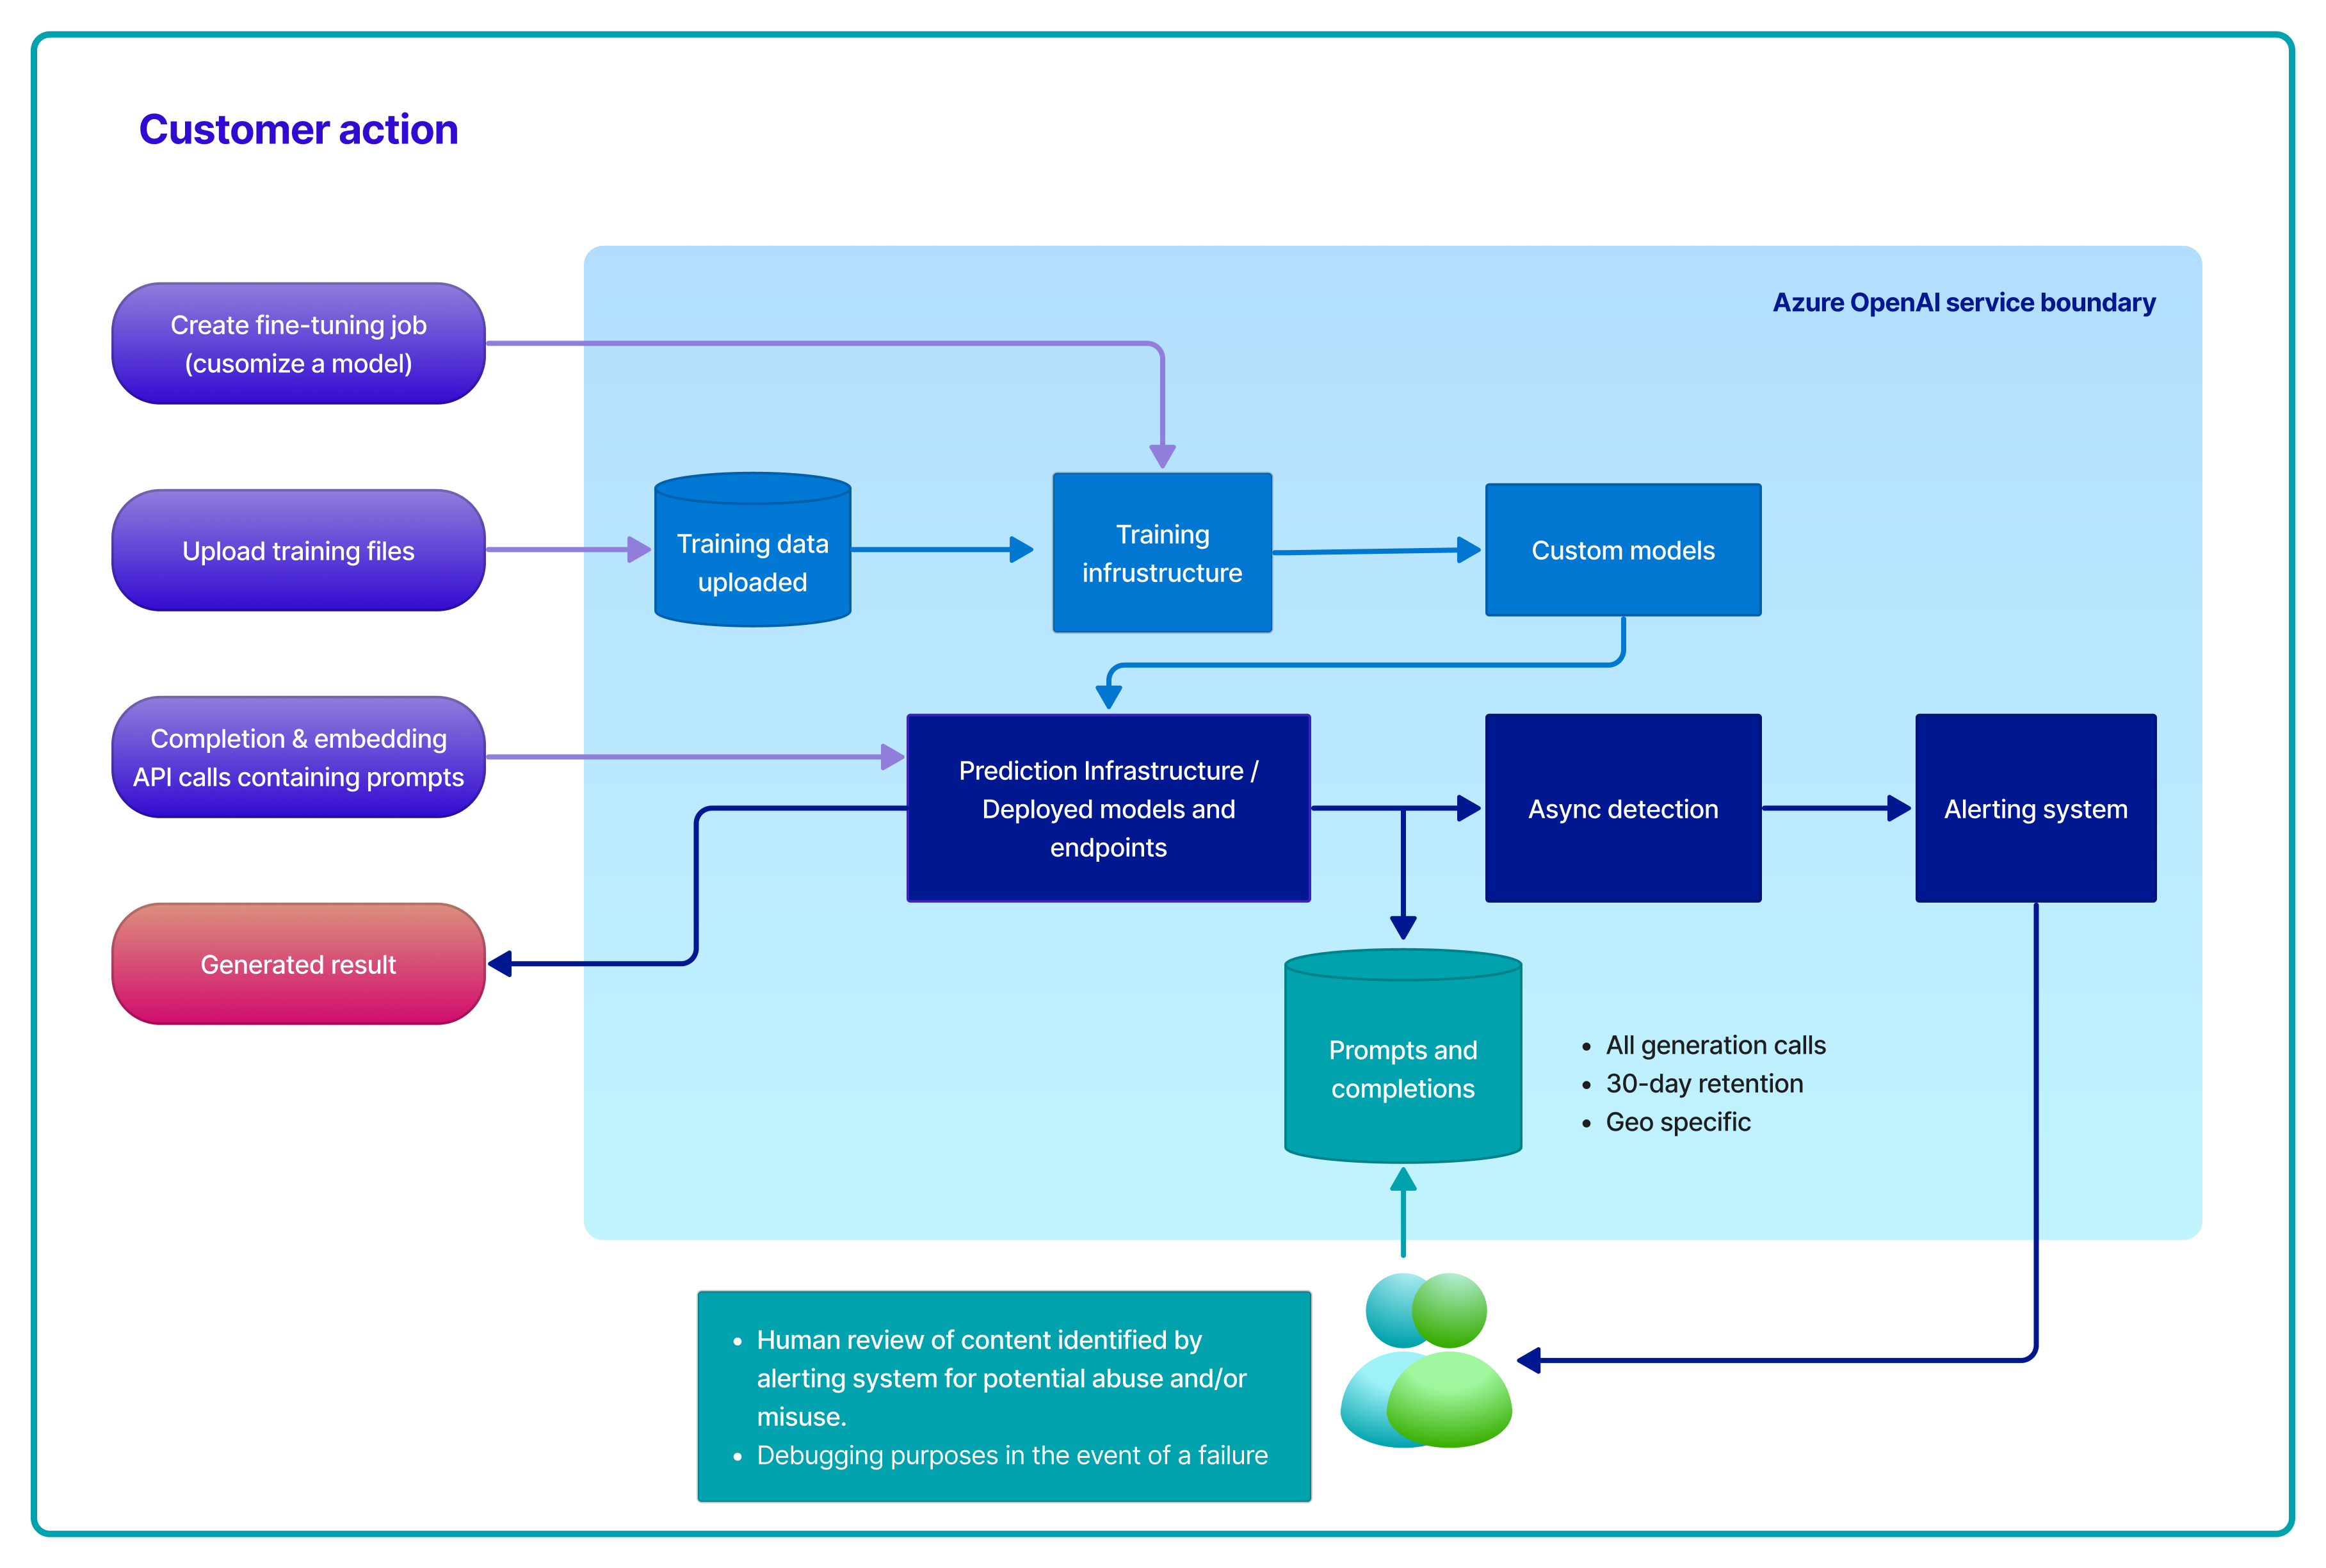 Customer action
Azure OpenAI service boundary
Create fine-tuning job
(cusomize a model)
Upload training files
Training data
uploaded
Training
infrustructure
Custom models
Completion & embedding
API calls containing prompts
Prediction Infrastructure /
Deployed models and
endpoints
Async detection
Alerting system
Generated result
Prompts and
completions
• All generation calls
• 30-day retention
• Geo specific
• Human review of content identified by
alerting system for potential abuse and/or
misuse.
• Debugging purposes in the event of a failure